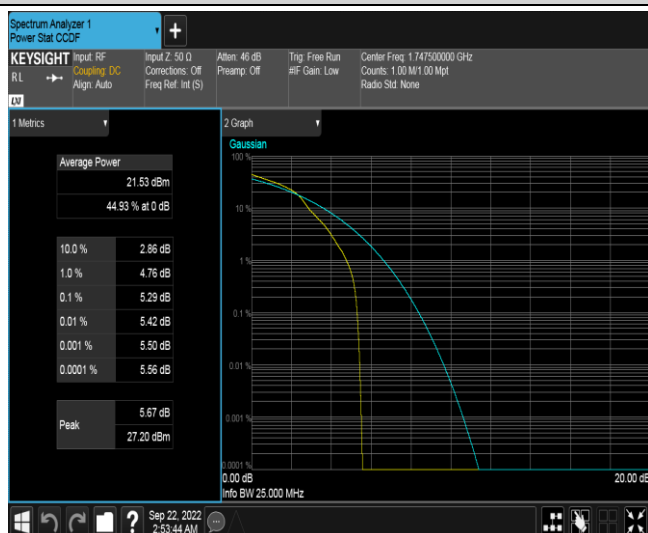 Spectrum Analyzer 1
Power Stat CCDF
KEYSIGHT
RL
LXI
Input: RF
Coupling: DC
Align: Auto
Input Z: 50 Ω
Corrections: Off
Freq Ref: Int (S)
Atten: 46 dB
Preamp: Off
Trig: Free Run
#IF Gain: Low
Center Freq: 1.747500000 GHz
Counts: 1.00 M/1.00 Mpt
Radio Std: None
1 Metrics
Average Power
21.53 dBm
44.93 % at 0 dB
10.0 % 2.86 dB
1.0 % 4.76 dB
0.1 % 5.29 dB
0.01 % 5.42 dB
0.001 % 5.50 dB
0.0001 % 5.56 dB
Peak
5.67 dB
27.20 dBm
2 Graph
Gaussian
100 %
10 %
1 %
0.1 %
0.01 %
0.001 %
0.0001 %
0.00 dB
20.00 dB
Info BW 25.000 MHz
Sep 22, 2022
2:53:44 AM